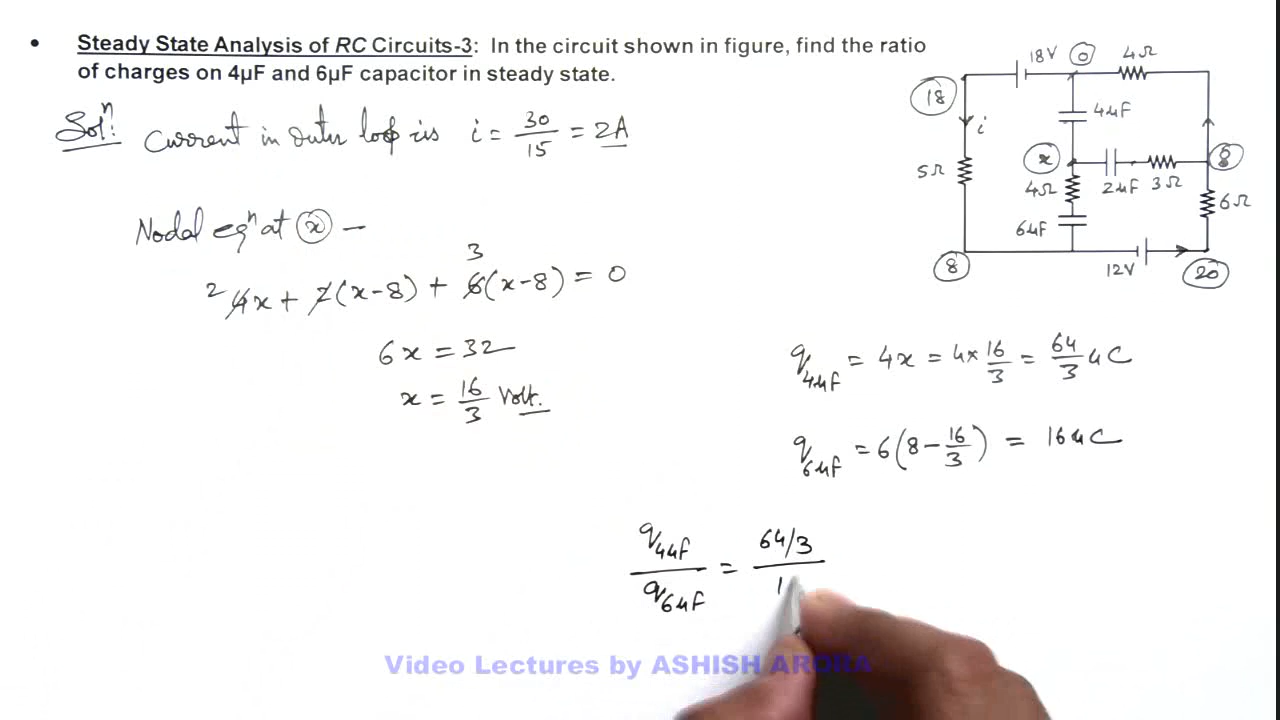 • Steady State Analysis of RC Circuits-3: In the circuit shown in figure, find the ratio
of charges on 4μF and 6μF capacitor in steady state.
Solⁿ: Current in outer loop is i = 30/15 = 2A
Nodal eqⁿ at x —
2 4x + 2(x-8) + 3 6(x-8) = 0
6x = 32
x = 16/3 Volt.
18V 0 4Ω
18
i
4μF
5Ω
x
8
4Ω
2μF 3Ω
6Ω
6μF
8
12V
20
q4μF = 4x = 4×16/3 = 64/3 μC
q6μF = 6(8 - 16/3) = 16μC
q4μF/q6μF = 64/3 / 1
Video Lectures by ASHISH ARORA